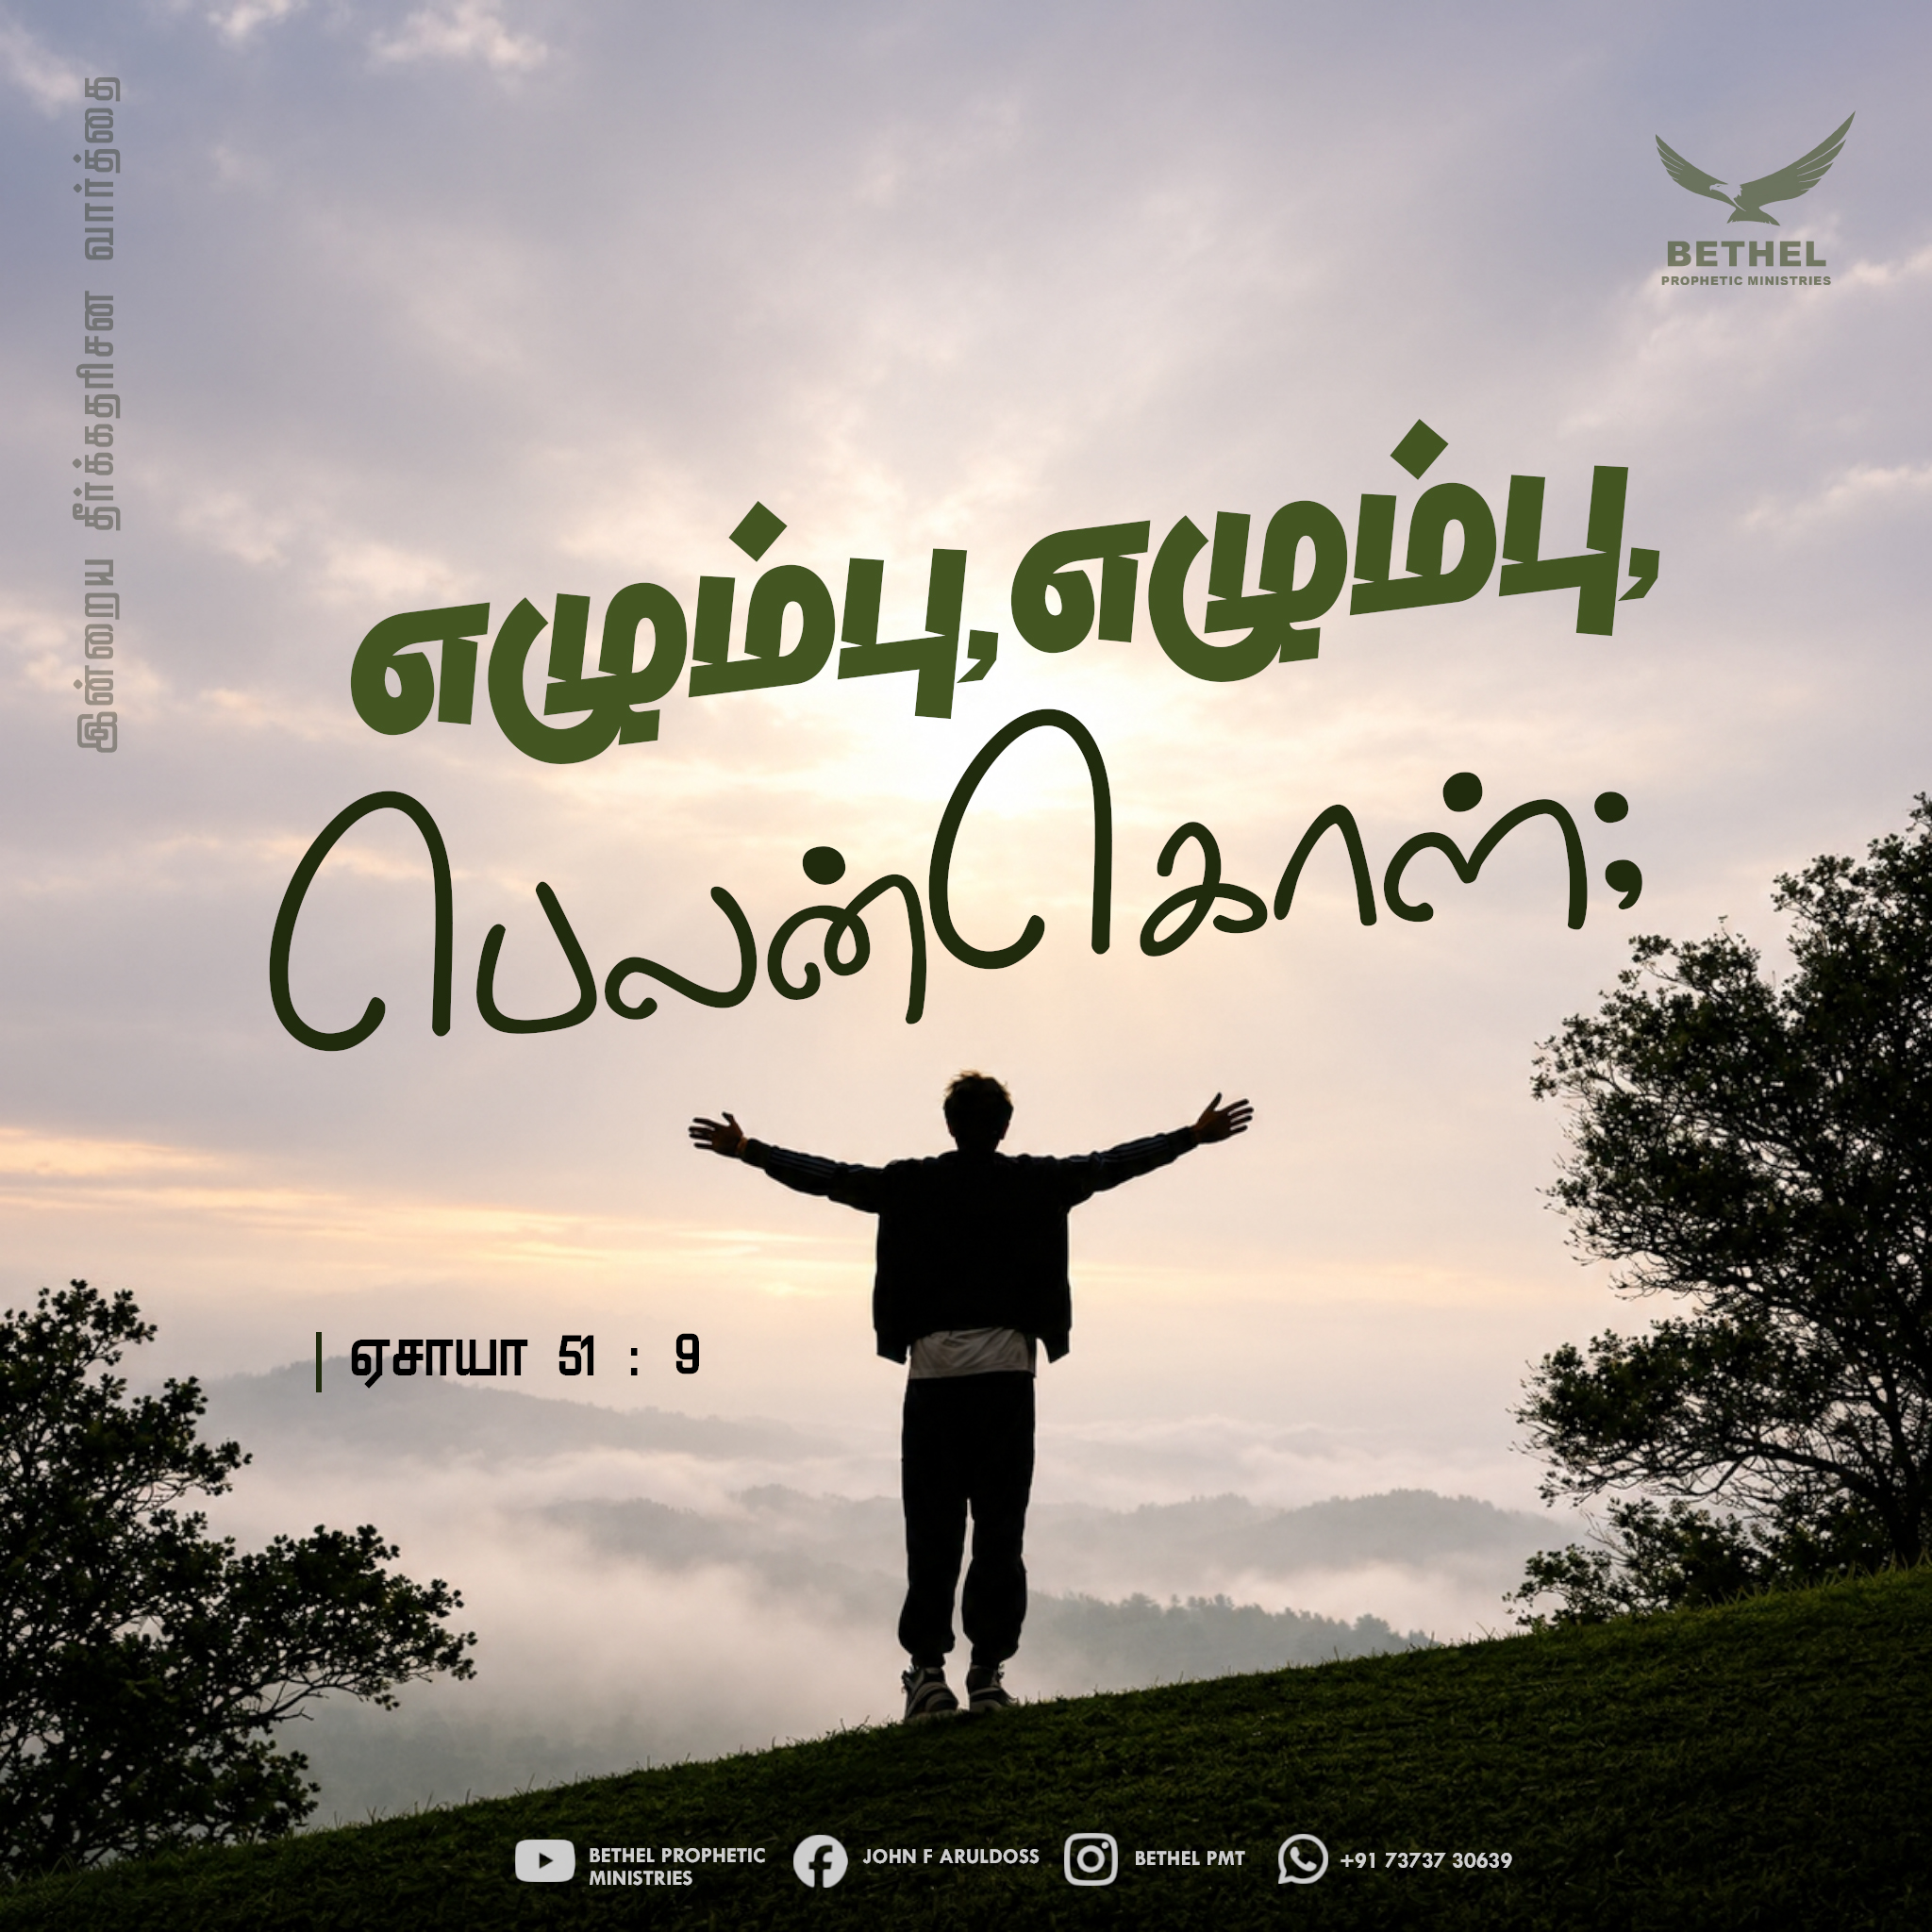 இன்றைய தீர்க்கதரிசன வார்த்தை
BETHEL
PROPHETIC MINISTRIES
எழும்பு, எழும்பு,
பெலன்கொள்;
ஏசாயா 51 : 9
BETHEL PROPHETIC
MINISTRIES
JOHN F ARULDOSS
BETHEL PMT
+91 73737 30639